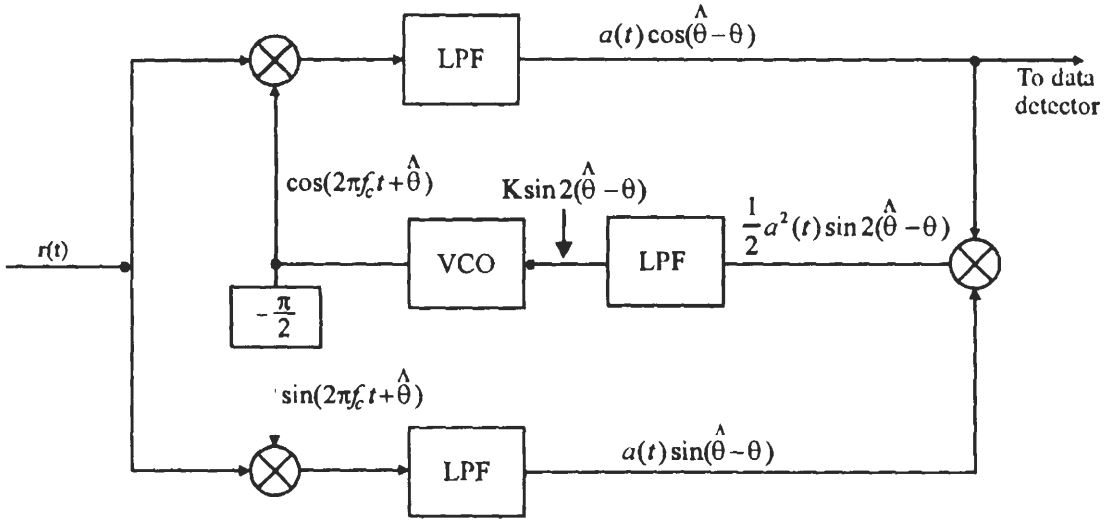 LPF
a(t) cos(θ̂ − θ)
To data
detector
cos(2πf_c t + θ̂)
K sin 2(θ̂ − θ)
1/2 a²(t) sin 2(θ̂ − θ)
r(t)
VCO
LPF
−π/2
sin(2πf_c t + θ̂)
LPF
a(t) sin(θ̂ − θ)